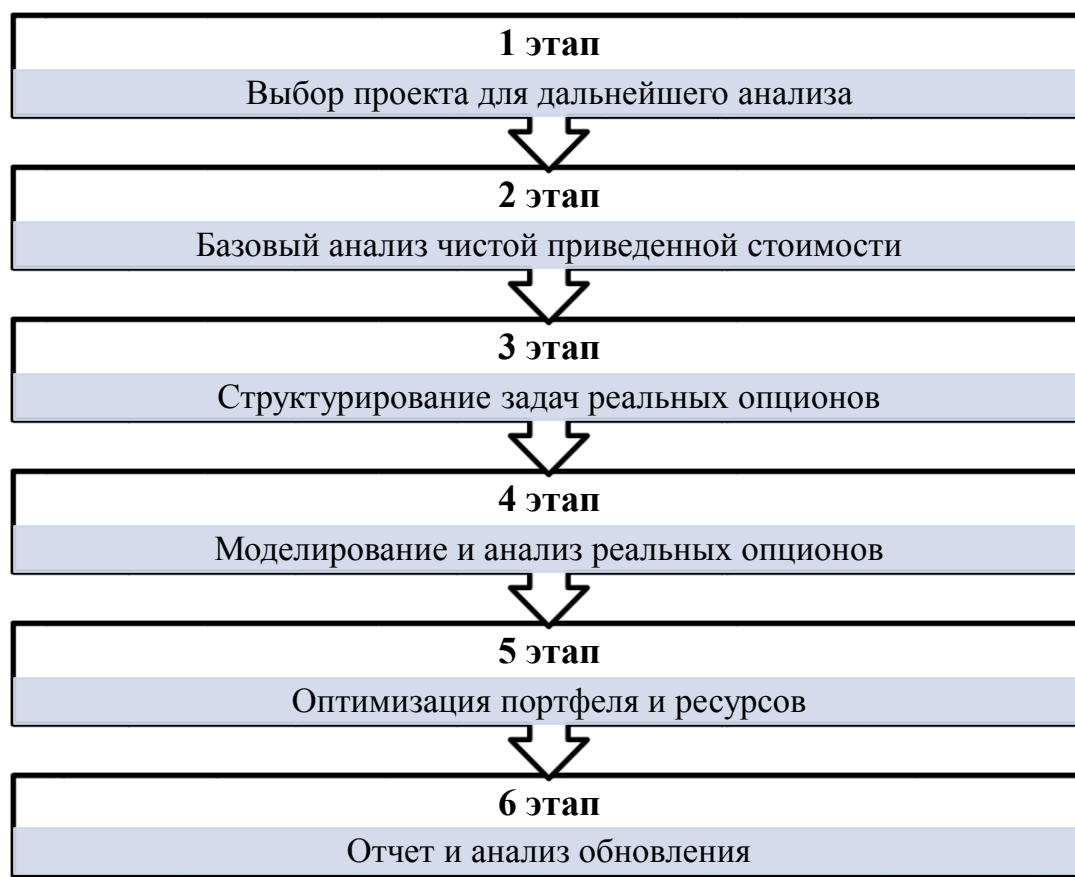 1 этап
Выбор проекта для дальнейшего анализа
2 этап
Базовый анализ чистой приведенной стоимости
3 этап
Структурирование задач реальных опционов
4 этап
Моделирование и анализ реальных опционов
5 этап
Оптимизация портфеля и ресурсов
6 этап
Отчет и анализ обновления